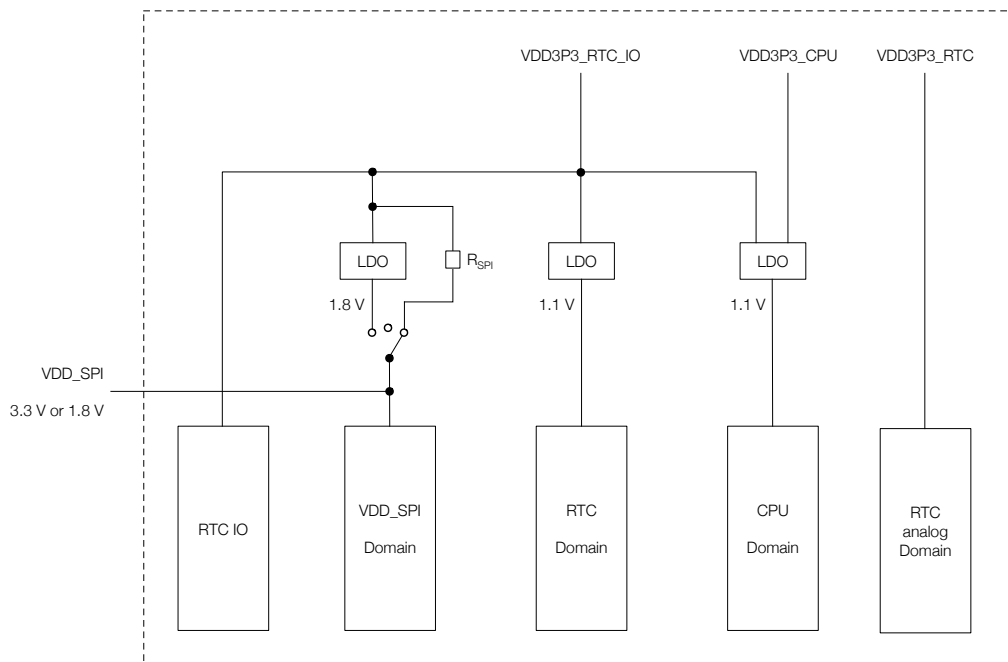 VDD3P3_RTC_IO
VDD3P3_CPU
VDD3P3_RTC
LDO
R_SPI
LDO
LDO
1.8 V
1.1 V
1.1 V
VDD_SPI
3.3 V or 1.8 V
RTC IO
VDD_SPI
Domain
RTC
Domain
CPU
Domain
RTC
analog
Domain